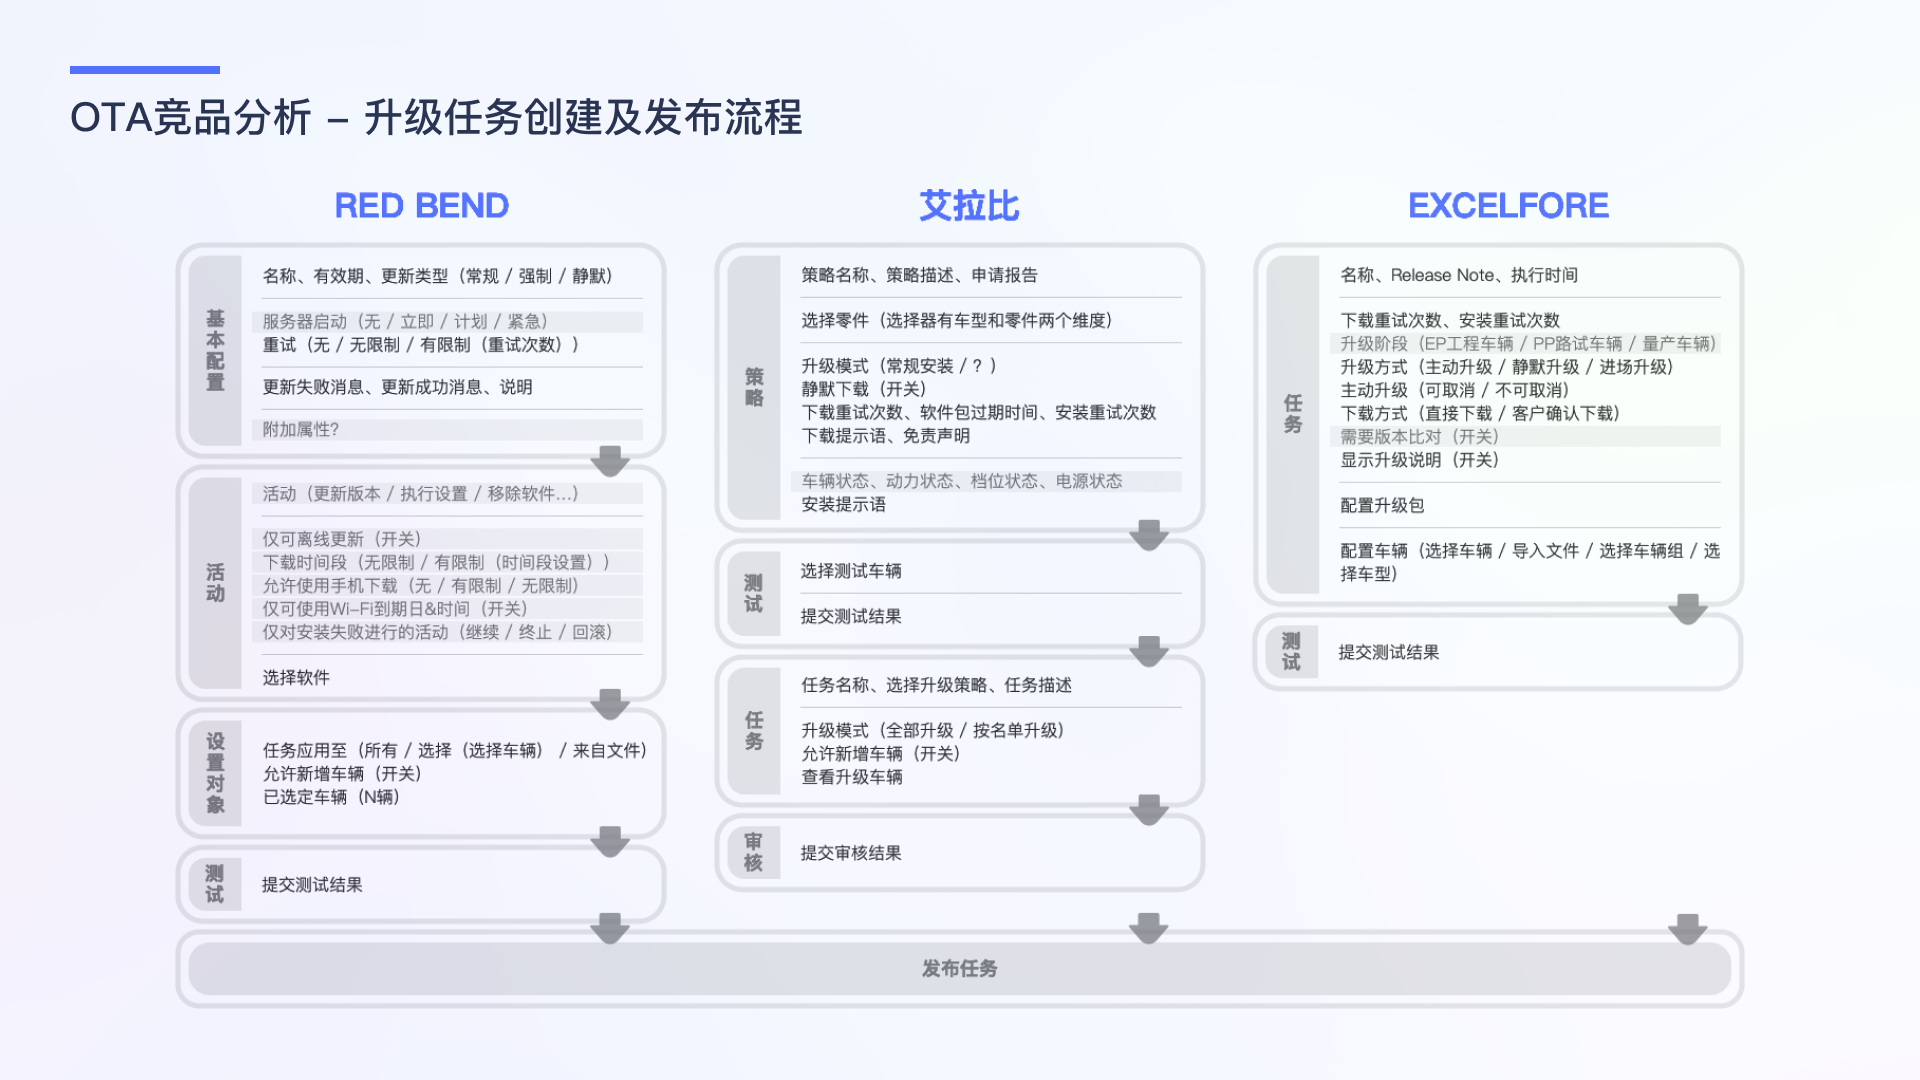 OTA竞品分析 – 升级任务创建及发布流程
RED BEND
基本配置
名称、有效期、更新类型（常规 / 强制 / 静默）
服务器启动（无 / 立即 / 计划 / 紧急）
重试（无 / 无限制 / 有限制（重试次数））
更新失败消息、更新成功消息、说明
附加属性?
活动
活动（更新版本 / 执行设置 / 移除软件...）
仅可离线更新（开关）
下载时间段（无限制 / 有限制（时间段设置））
允许使用手机下载（无 / 有限制 / 无限制）
仅可使用Wi–Fi到期日&时间（开关）
仅对安装失败进行的活动（继续 / 终止 / 回滚）
选择软件
设置对象
任务应用至（所有 / 选择（选择车辆） / 来自文件）
允许新增车辆（开关）
已选定车辆（N辆）
测试
提交测试结果
艾拉比
策略
策略名称、策略描述、申请报告
选择零件（选择器有车型和零件两个维度）
升级模式（常规安装 / ？）
静默下载（开关）
下载重试次数、软件包过期时间、安装重试次数
下载提示语、免责声明
车辆状态、动力状态、档位状态、电源状态
安装提示语
测试
选择测试车辆
提交测试结果
任务
任务名称、选择升级策略、任务描述
升级模式（全部升级 / 按名单升级）
允许新增车辆（开关）
查看升级车辆
审核
提交审核结果
EXCELFORE
任务
名称、Release Note、执行时间
下载重试次数、安装重试次数
升级阶段（EP工程车辆 / PP路试车辆 / 量产车辆）
升级方式（主动升级 / 静默升级 / 进场升级）
主动升级（可取消 / 不可取消）
下载方式（直接下载 / 客户确认下载）
需要版本比对（开关）
显示升级说明（开关）
配置升级包
配置车辆（选择车辆 / 导入文件 / 选择车辆组 / 选
择车型）
测试
提交测试结果
发布任务